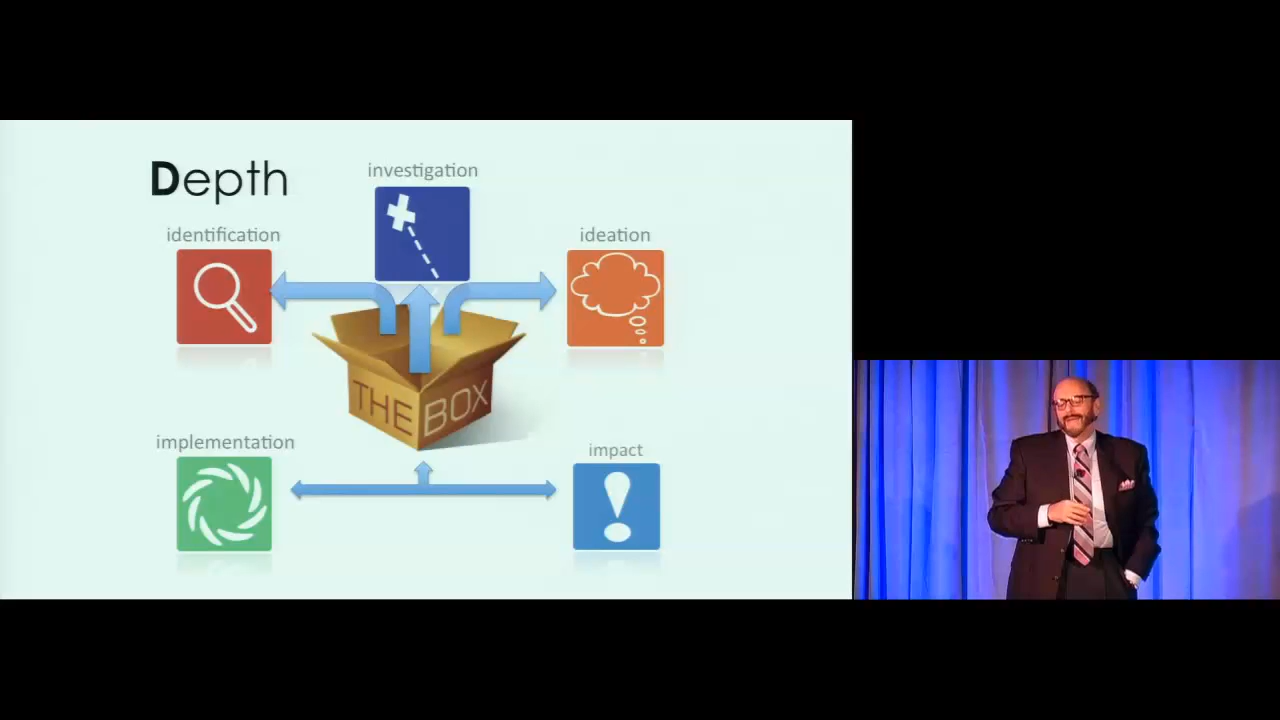 Depth
investigation
identification
ideation
THE BOX
implementation
impact